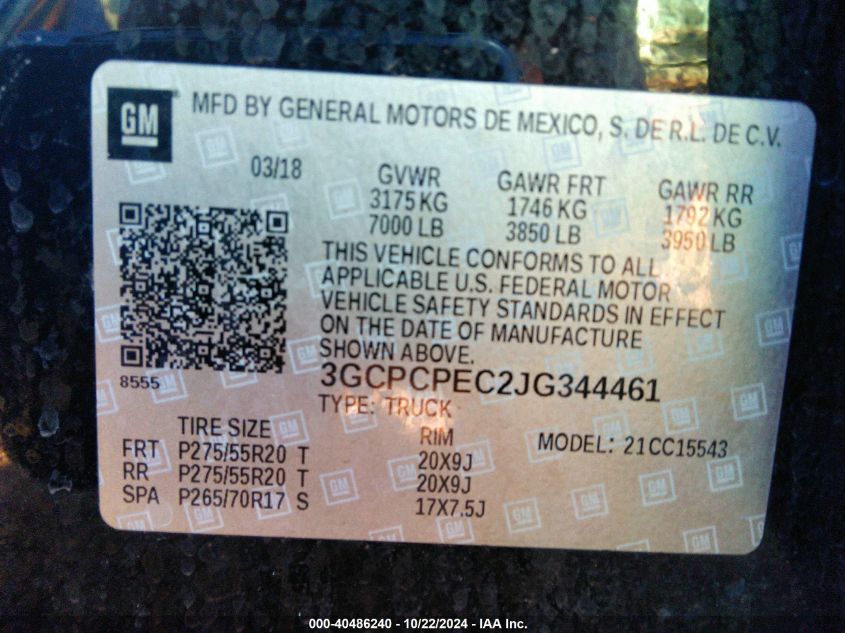 GM
MFD BY GENERAL MOTORS DE MEXICO, S. DE R.L. DE C.V.
03/18 GVWR GAWR FRT GAWR RR
3175 KG 1746 KG 1792 KG
7000 LB 3850 LB 3950 LB
THIS VEHICLE CONFORMS TO ALL
APPLICABLE U.S. FEDERAL MOTOR
VEHICLE SAFETY STANDARDS IN EFFECT
ON THE DATE OF MANUFACTURE
SHOWN ABOVE.
8555
3GCPCPEC2JG344461
TYPE: TRUCK
TIRE SIZE RIM MODEL: 21CC15543
FRT P275/55R20 T 20X9J
RR P275/55R20 T 20X9J
SPA P265/70R17 S 17X7.5J
000-40486240 - 10/22/2024 - IAA Inc.